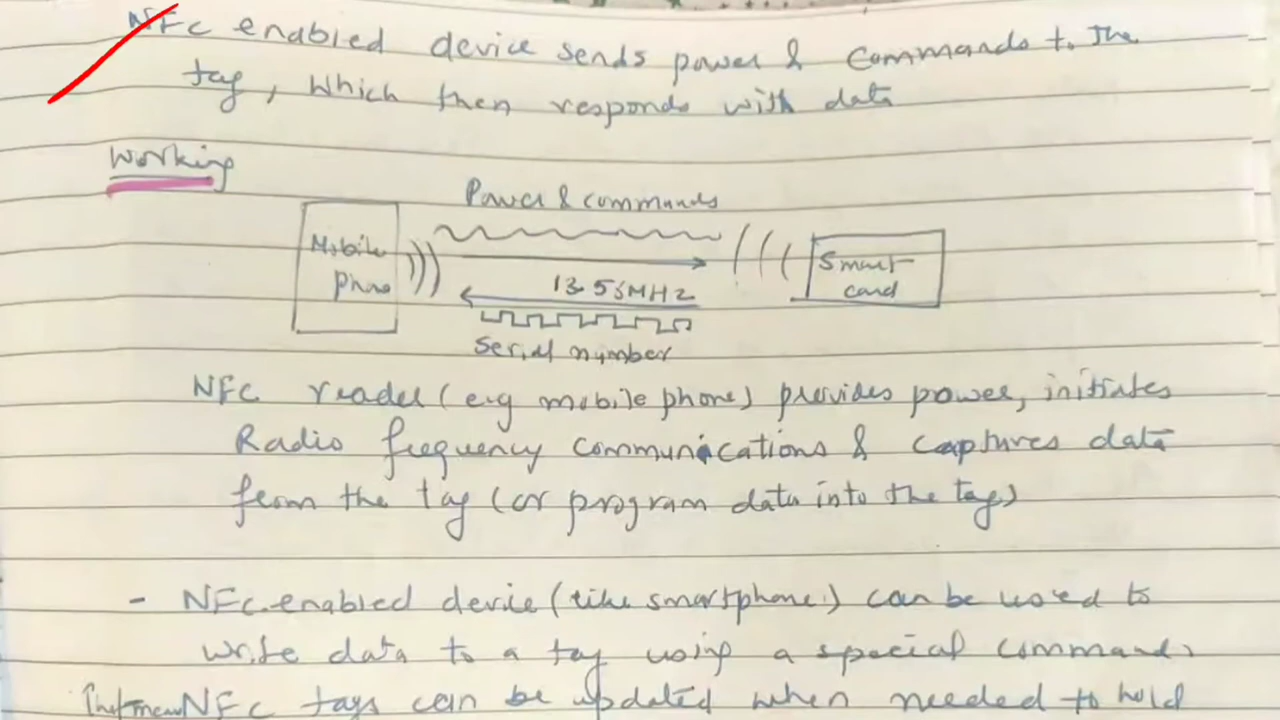 NFc enabled device sends power & commands to the
tag, which then responds with data
Working
Power & commands
Mobile
Phone
13.56MHz
Smart
card
Serial number
NFC reader (e.g mobile phone) provides power, initiates
Radio frequency communications & captures data
from the tag (or program data into the tag)
- NFc.enabled device (like smartphone) can be used to
write data to a tag using a special command.
That mean NFC tags can be updated when needed to hold